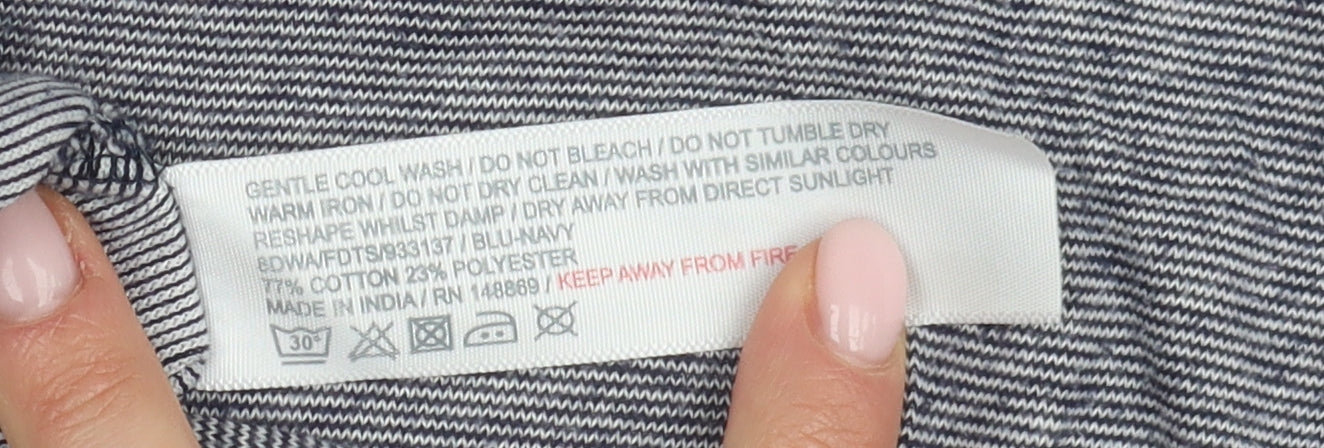 GENTLE COOL WASH / DO NOT BLEACH / DO NOT TUMBLE DRY
WARM IRON / DO NOT DRY CLEAN / WASH WITH SIMILAR COLOURS
RESHAPE WHILST DAMP / DRY AWAY FROM DIRECT SUNLIGHT
8DWA/FDTS/933137 / BLU-NAVY
77% COTTON 23% POLYESTER
MADE IN INDIA / RN 148869 / KEEP AWAY FROM FIRE
30°